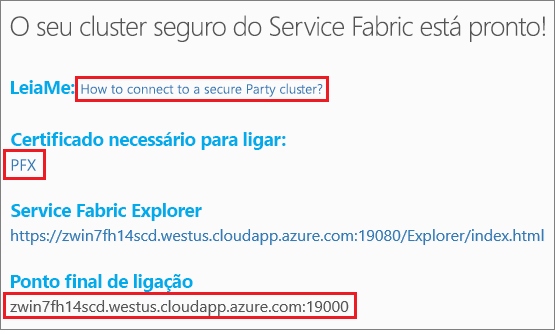 O seu cluster seguro do Service Fabric está pronto!
LeiaMe: How to connect to a secure Party cluster?
Certificado necessário para ligar:
PFX
Service Fabric Explorer
https://zwin7fh14scd.westus.cloudapp.azure.com:19080/Explorer/index.html
Ponto final de ligação
zwin7fh14scd.westus.cloudapp.azure.com:19000